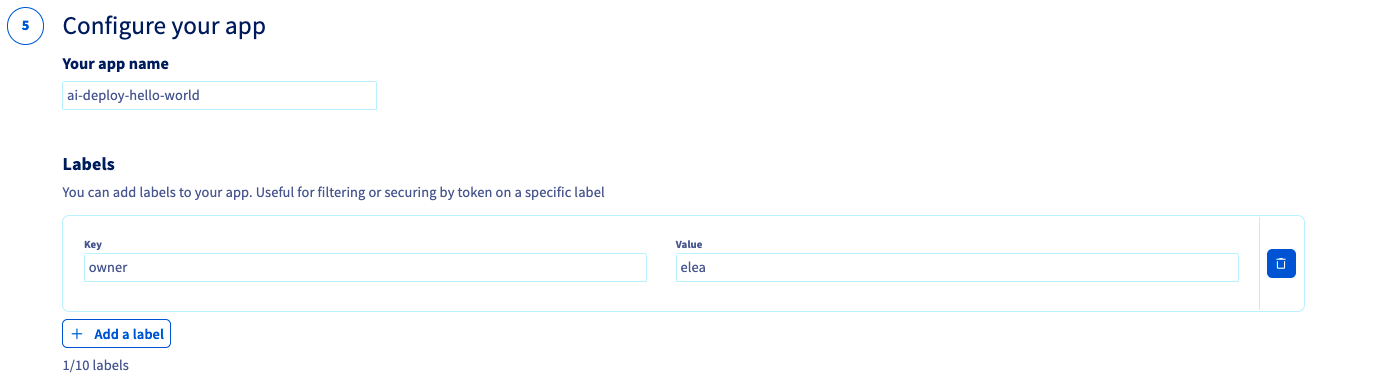 5
Configure your app
Your app name
ai-deploy-hello-world
Labels
You can add labels to your app. Useful for filtering or securing by token on a specific label
Key
Value
owner
elea
+ Add a label
1/10 labels